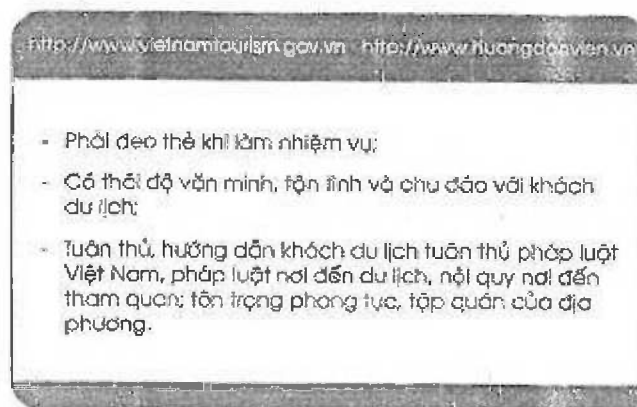 http://www.vietnamtourism.gov.vn http://www.huongdanvien.vn
- Phải đeo thẻ khi làm nhiệm vụ;
- Có thái độ văn minh, tận tình và chu đáo với khách
du lịch;
- Tuân thủ, hướng dẫn khách du lịch tuân thủ pháp luật
Việt Nam, pháp luật nơi đến du lịch, nội quy nơi đến
tham quan; tôn trọng phong tục, tập quán của địa
phương.